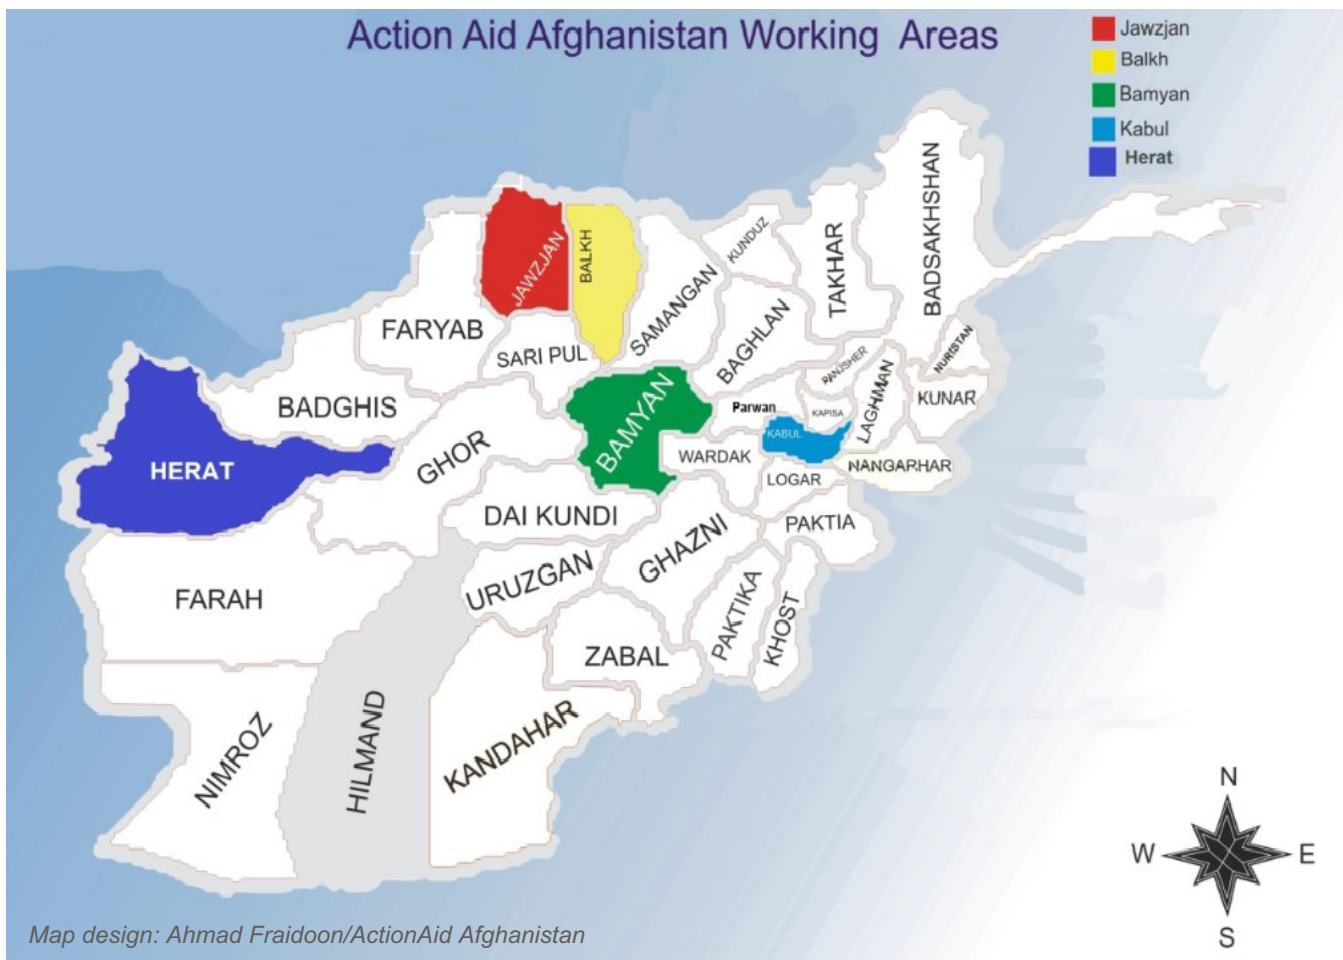 Action Aid Afghanistan Working Areas
Jawzjan
Balkh
Bamyan
Kabul
Herat
BADSAKHSHAN
KUNDUZ
TAKHAR
JAWZJAN
BALKH
SAMANGAN
BAGHLAN
FARYAB
SARI PUL
NURISTAN
PANJSHER
LAGHMAN
KUNAR
BADGHIS
BAMYAN
Parwan
KAPISA
KABUL
GHOR
HERAT
WARDAK
NANGARHAR
LOGAR
DAI KUNDI
PAKTIA
GHAZNI
URUZGAN
FARAH
PAKTIKA
KHOST
ZABAL
NIMROZ
HILMAND
KANDAHAR
N
W
E
S
Map design: Ahmad Fraidoon/ActionAid Afghanistan